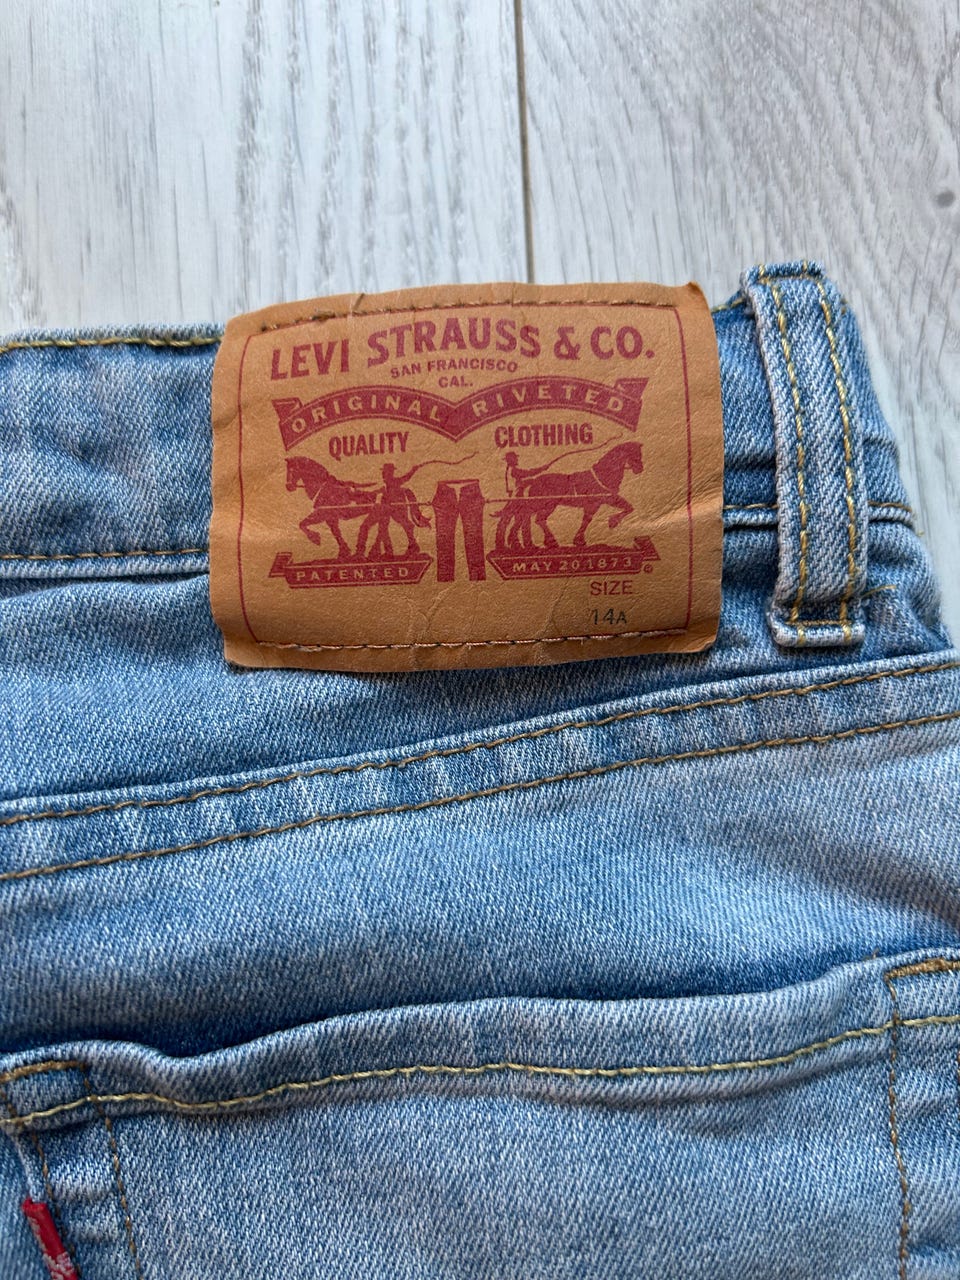 LEVI STRAUSS & CO.
SAN FRANCISCO
CAL.
ORIGINAL RIVETED
QUALITY CLOTHING
PATENTED MAY 20 1873 ®
SIZE
14A